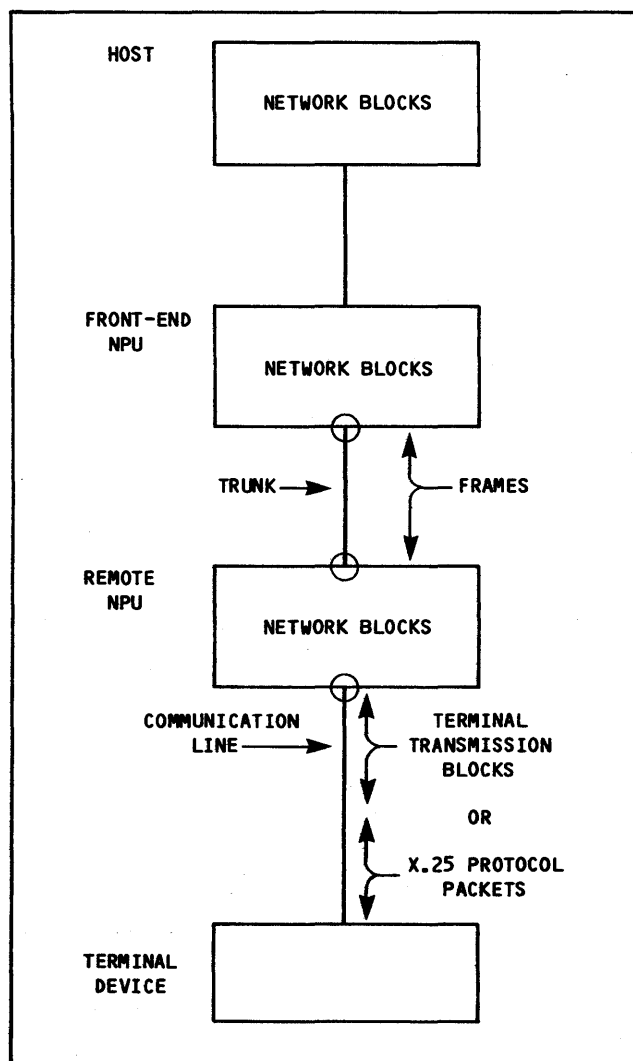 HOST
NETWORK BLOCKS
FRONT-END
NPU
NETWORK BLOCKS
TRUNK
FRAMES
REMOTE
NPU
NETWORK BLOCKS
COMMUNICATION
LINE
TERMINAL
TRANSMISSION
BLOCKS
OR
X.25 PROTOCOL
PACKETS
TERMINAL
DEVICE